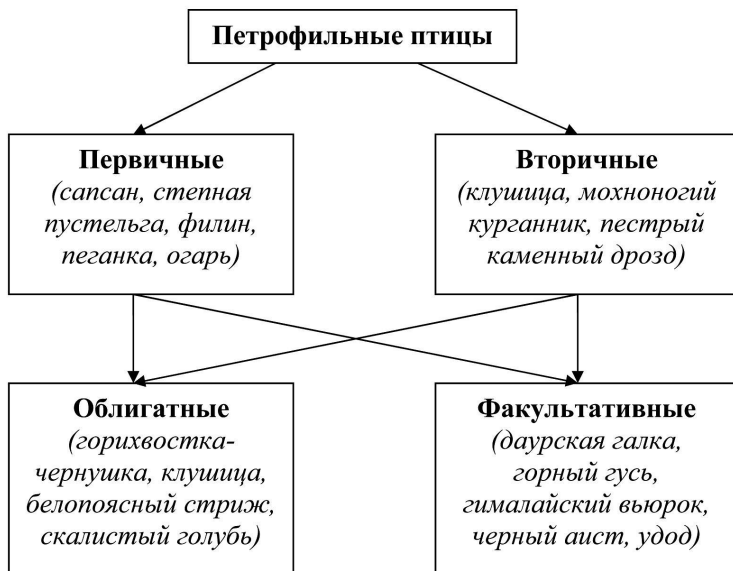 Петрофильные птицы
Первичные
(сапсан, степная
пустельга, филин,
пеганка, огарь)
Вторичные
(клушица, мохноногий
курганник, пестрый
каменный дрозд)
Облигатные
(горихвостка-
чернушка, клушица,
белопоясный стриж,
скалистый голубь)
Факультативные
(даурская галка,
горный гусь,
гималайский вьюрок,
черный аист, удод)